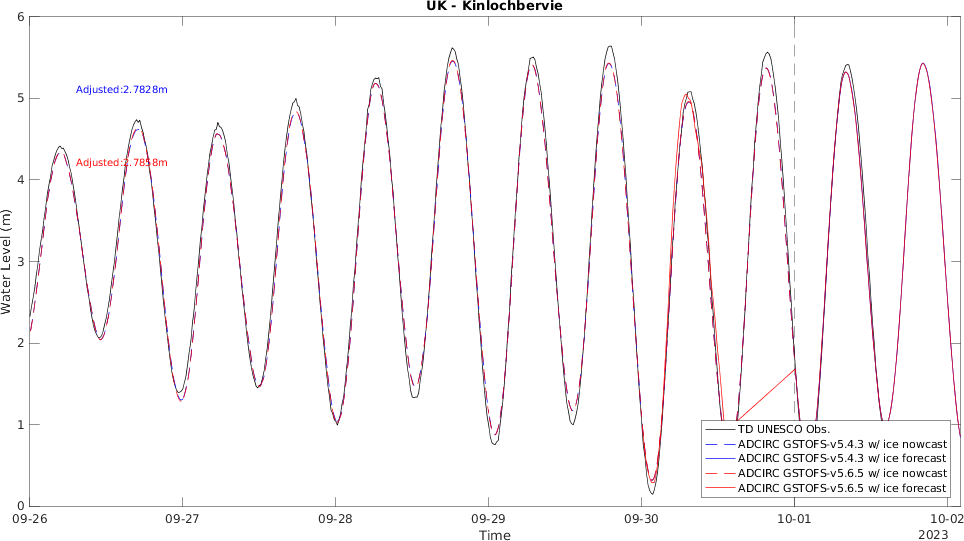 UK - Kinlochbervie
6
5
4
3
2
1
0
Water Level (m)
Adjusted:2.7828m
Adjusted:2.7858m
TD UNESCO Obs.
ADCIRC GSTOFS-v5.4.3 w/ ice nowcast
ADCIRC GSTOFS-v5.4.3 w/ ice forecast
ADCIRC GSTOFS-v5.6.5 w/ ice nowcast
ADCIRC GSTOFS-v5.6.5 w/ ice forecast
09-26 09-27 09-28 09-29 09-30 10-01 10-02
Time
2023